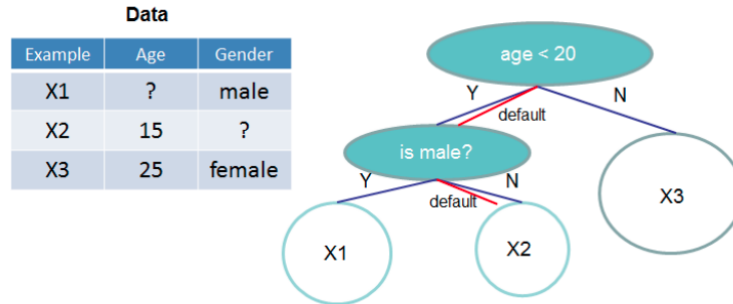 Data
Example Age Gender
X1 ? male
X2 15 ?
X3 25 female
age < 20
Y N
default
is male?
Y N
default
X1
X2
X3